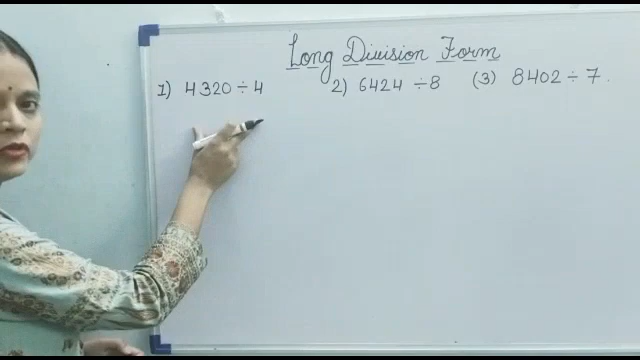 Long Division Form
1) 4320 ÷ 4 2) 6424 ÷ 8 (3) 8402 ÷ 7.